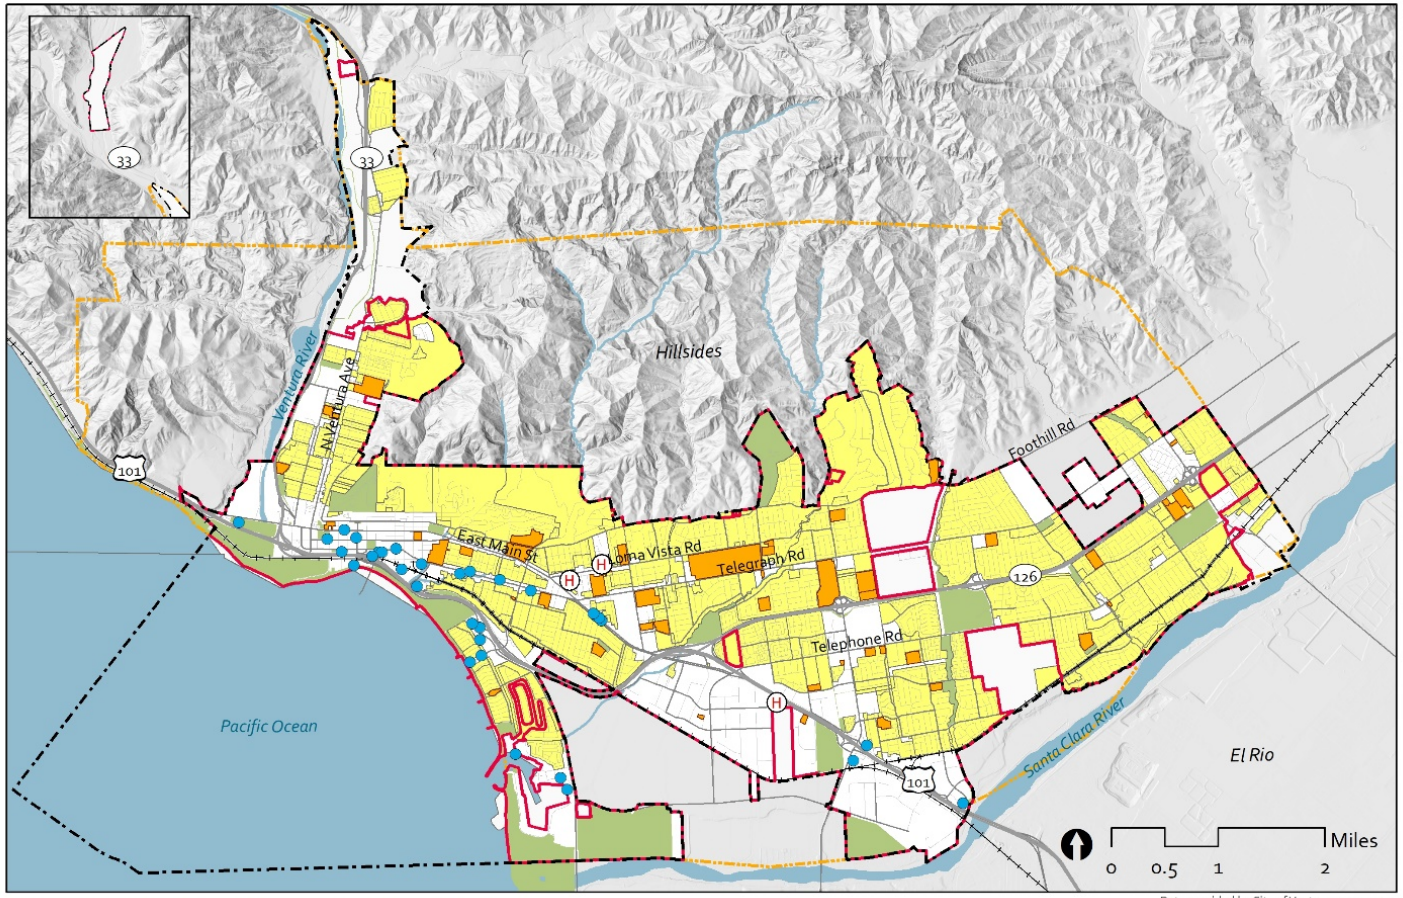 33
33
Hillsides
Ventura River
N Ventura Ave
Foothill Rd
101
East Main St
Loma Vista Rd
H
H
Telegraph Rd
126
Telephone Rd
H
Pacific Ocean
Santa Clara River
El Rio
101
Miles
0 0.5 1 2